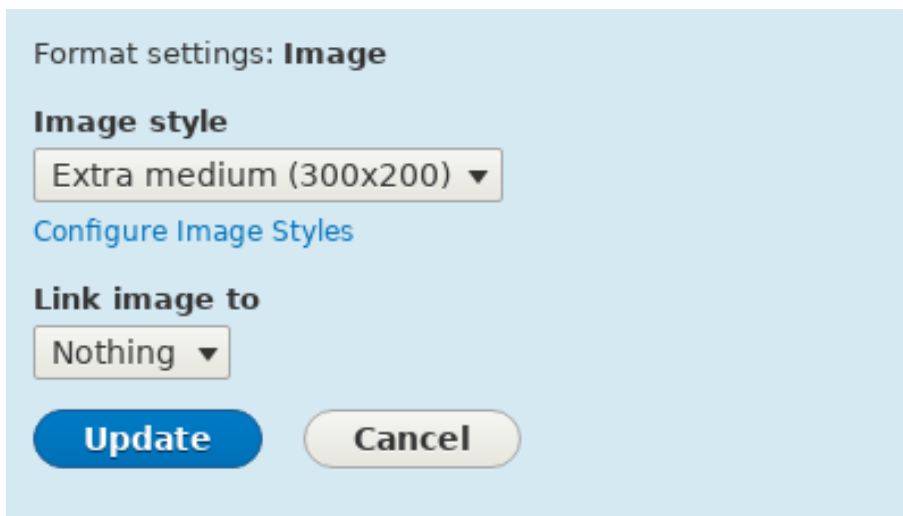 Format settings: Image
Image style
Extra medium (300x200)
Configure Image Styles
Link image to
Nothing
Update Cancel